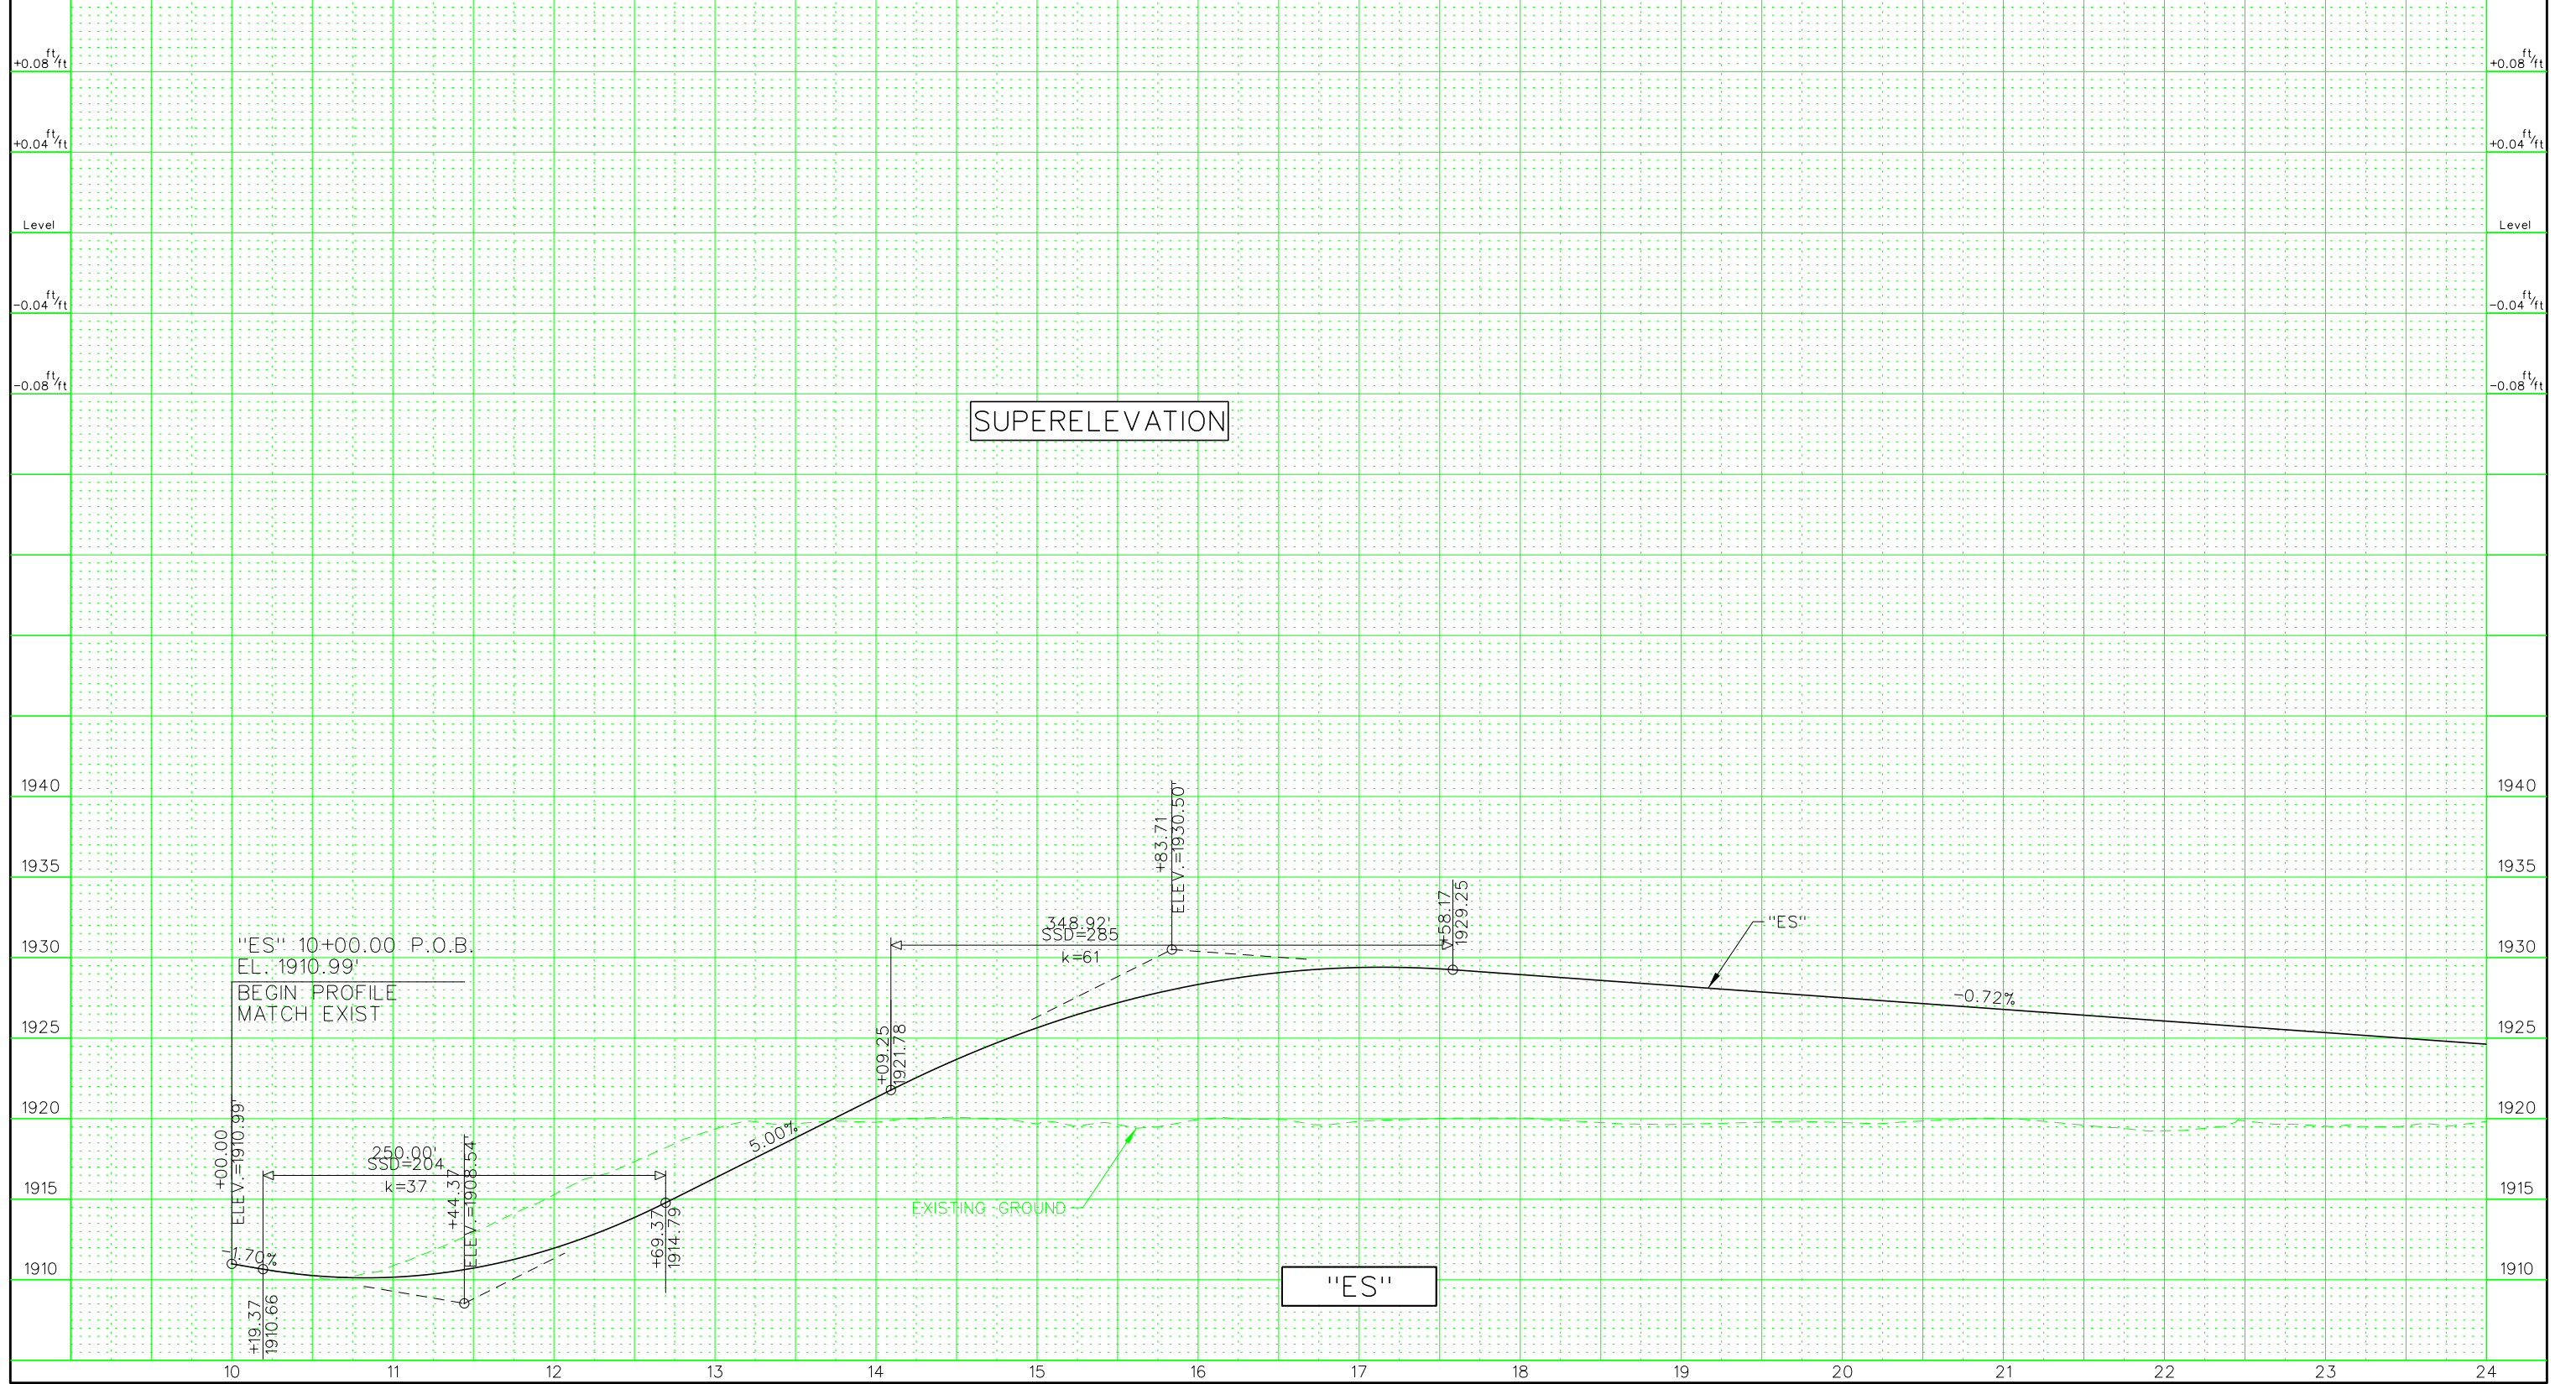 +0.08 ft/ft
+0.08 ft/ft
+0.04 ft/ft
+0.04 ft/ft
Level
Level
-0.04 ft/ft
-0.04 ft/ft
-0.08 ft/ft
-0.08 ft/ft
SUPERELEVATION
1940
1940
1935
1935
1930
1930
1925
1925
1920
1920
1915
1915
1910
1910
"ES" 10+00.00 P.O.B.
EL. 1910.99'
BEGIN PROFILE
MATCH EXIST
+00.00
ELEV.=1910.99'
-1.70%
+19.37
1910.66
250.00'
SSD=204
k=37
+44.37
ELEV.=1908.54'
+69.37
1914.79
5.00%
+09.25
1921.78
348.92'
SSD=285
k=61
+83.71
ELEV.=1930.50'
+58.17
1929.25
"ES"
-0.72%
EXISTING GROUND
"ES"
10 11 12 13 14 15 16 17 18 19 20 21 22 23 24